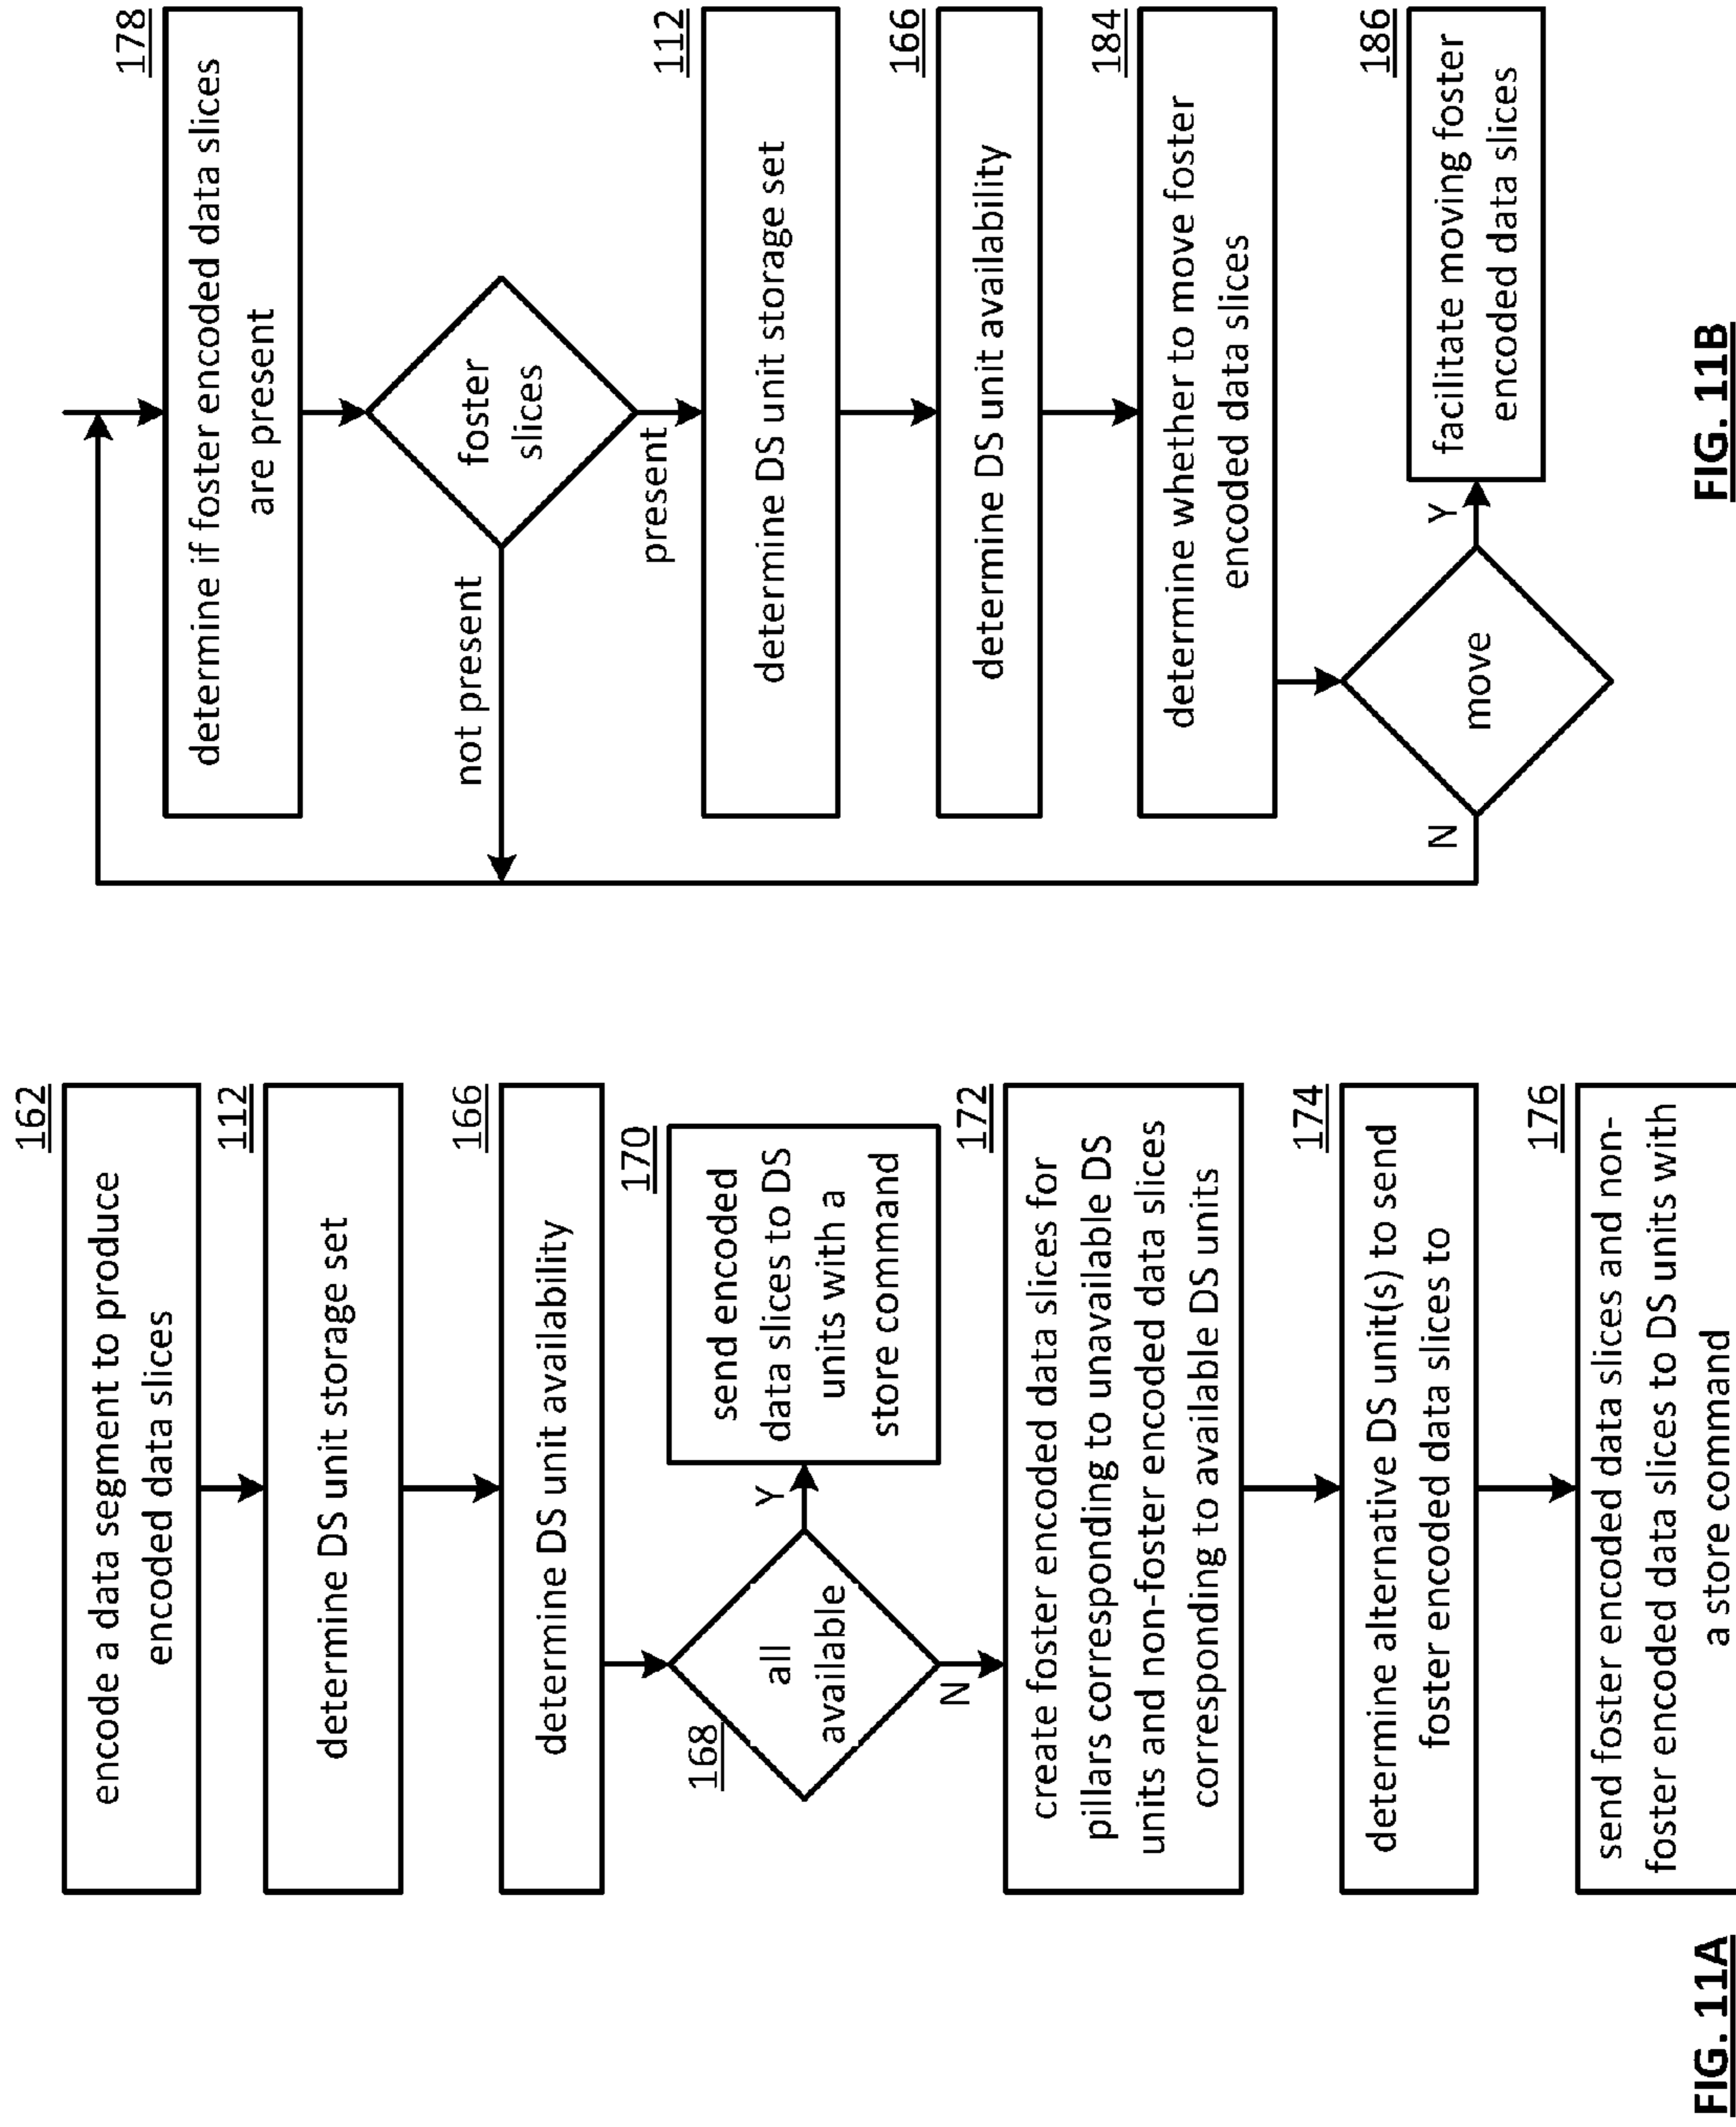 162
encode a data segment to produce
encoded data slices
112
determine DS unit storage set
166
determine DS unit availability
168
all
available
Y
170
send encoded
data slices to DS
units with a
store command
N
172
create foster encoded data slices for
pillars corresponding to unavailable DS
units and non-foster encoded data slices
corresponding to available DS units
174
determine alternative DS unit(s) to send
foster encoded data slices to
176
send foster encoded data slices and non-
foster encoded data slices to DS units with
a store command
FIG. 11A
178
determine if foster encoded data slices
are present
foster
slices
not present
present
112
determine DS unit storage set
166
determine DS unit availability
184
determine whether to move foster
encoded data slices
move
N
Y
186
facilitate moving foster
encoded data slices
FIG. 11B